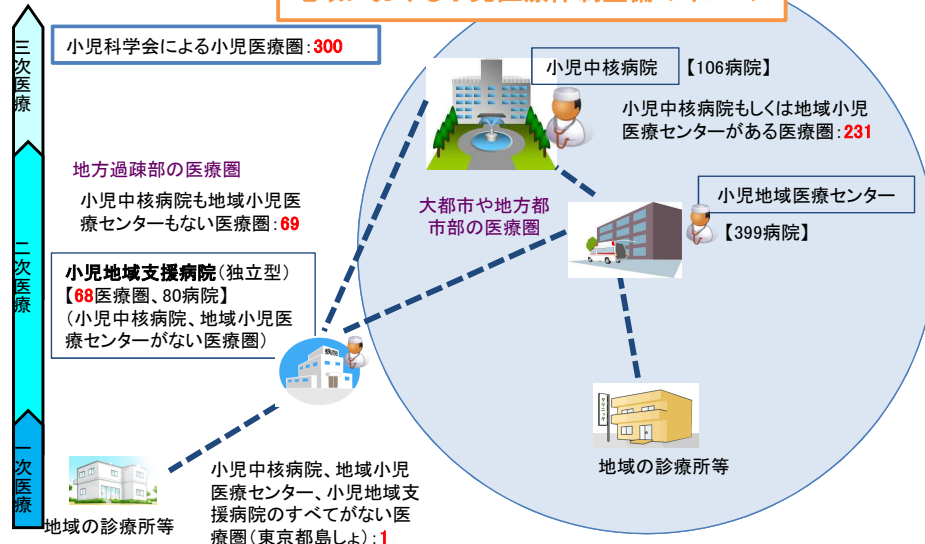 三次医療
小児科学会による小児医療圏:300
小児中核病院
【106病院】
小児中核病院もしくは地域小児
医療センターがある医療圏:231
二次医療
地方過疎部の医療圏
小児中核病院も地域小児医
療センターもない医療圏:69
大都市や地方都
市部の医療圏
小児地域医療センター
【399病院】
小児地域支援病院(独立型)
【68医療圏、80病院】
(小児中核病院、地域小児医
療センターがない医療圏)
病院
クリニック
地域の診療所等
一次医療
地域の診療所等
小児中核病院、地域小児
医療センター、小児地域支
援病院のすべてがない医
療圏(東京都島しょ):1